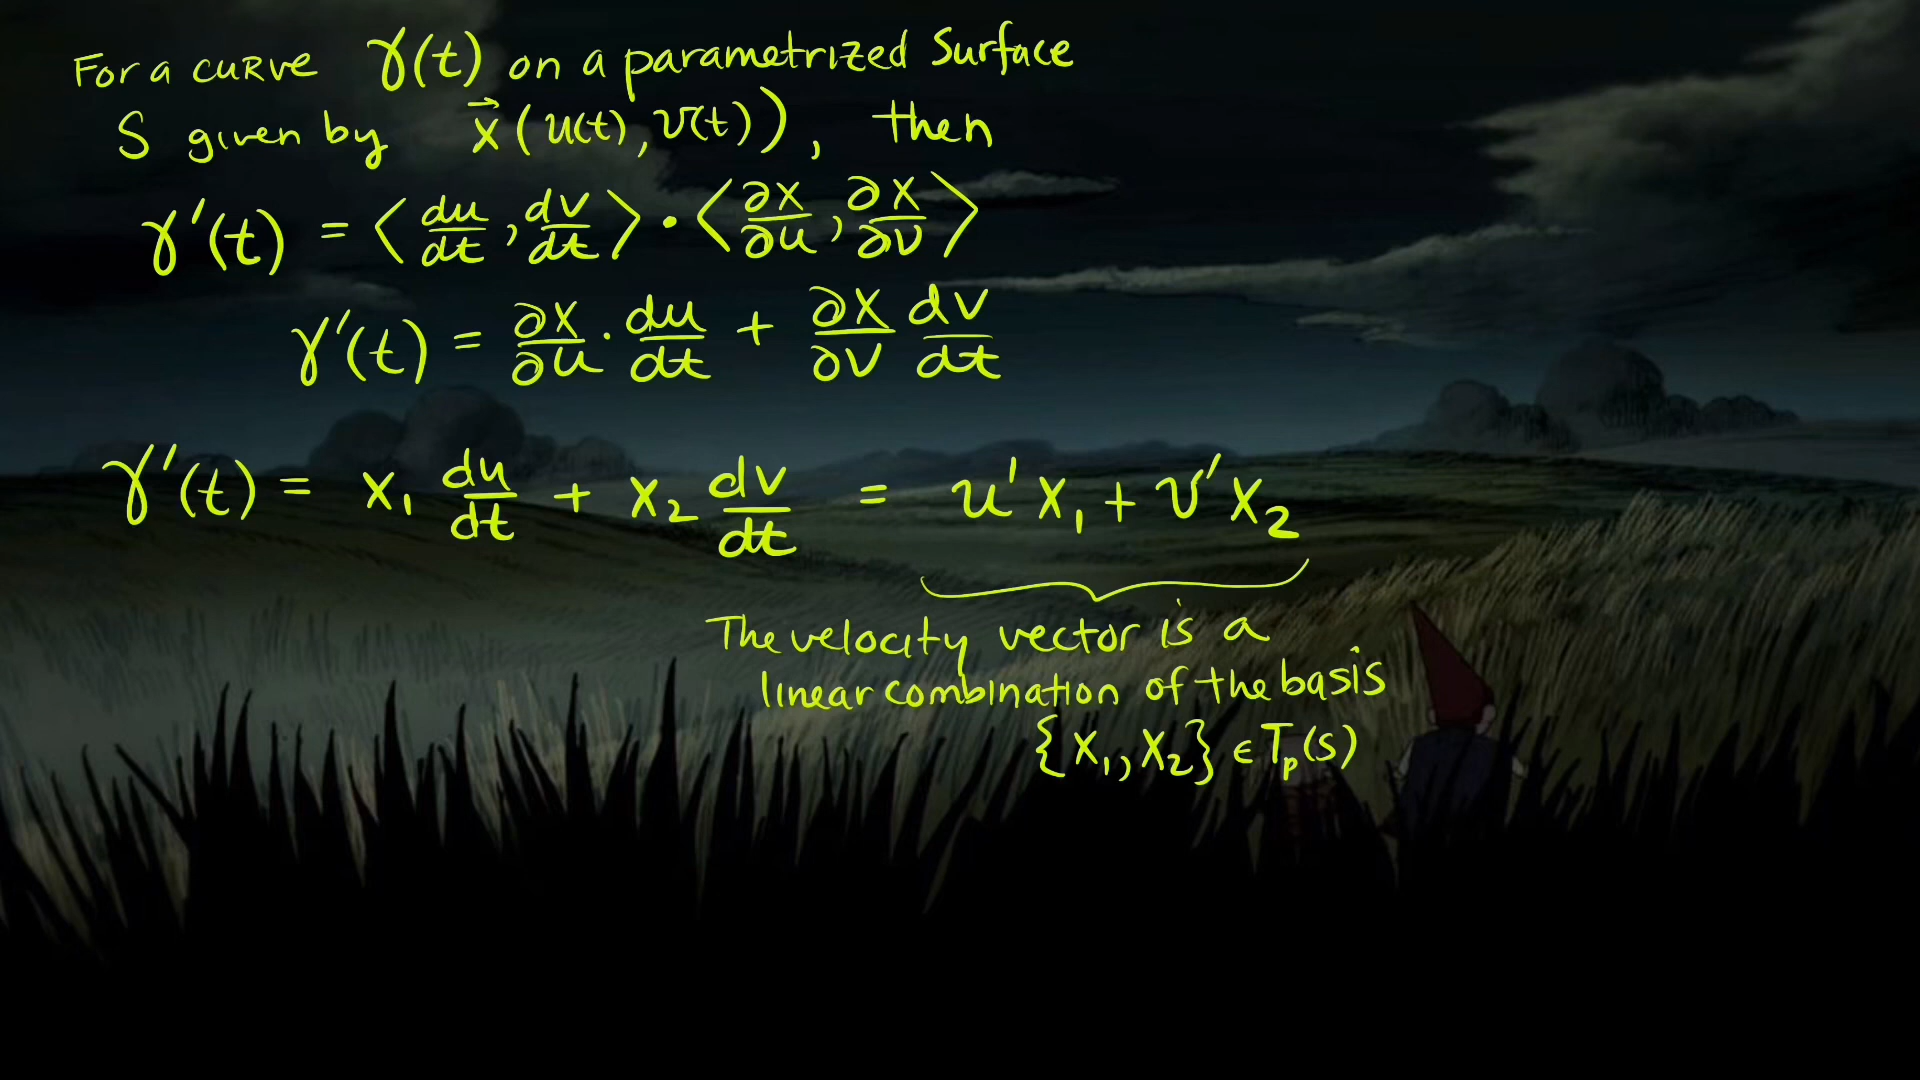 For a curve γ(t) on a parametrized Surface
S given by x⃗(u(t), v(t)), then
γ'(t) = ⟨du/dt, dv/dt⟩ · ⟨∂x/∂u, ∂x/∂v⟩
γ'(t) = ∂x/∂u · du/dt + ∂x/∂v dv/dt
γ'(t) = x₁ du/dt + x₂ dv/dt = u'x₁ + v'x₂
The velocity vector is a
linear combination of the basis
{x₁, x₂} ∈ Tₚ(s)